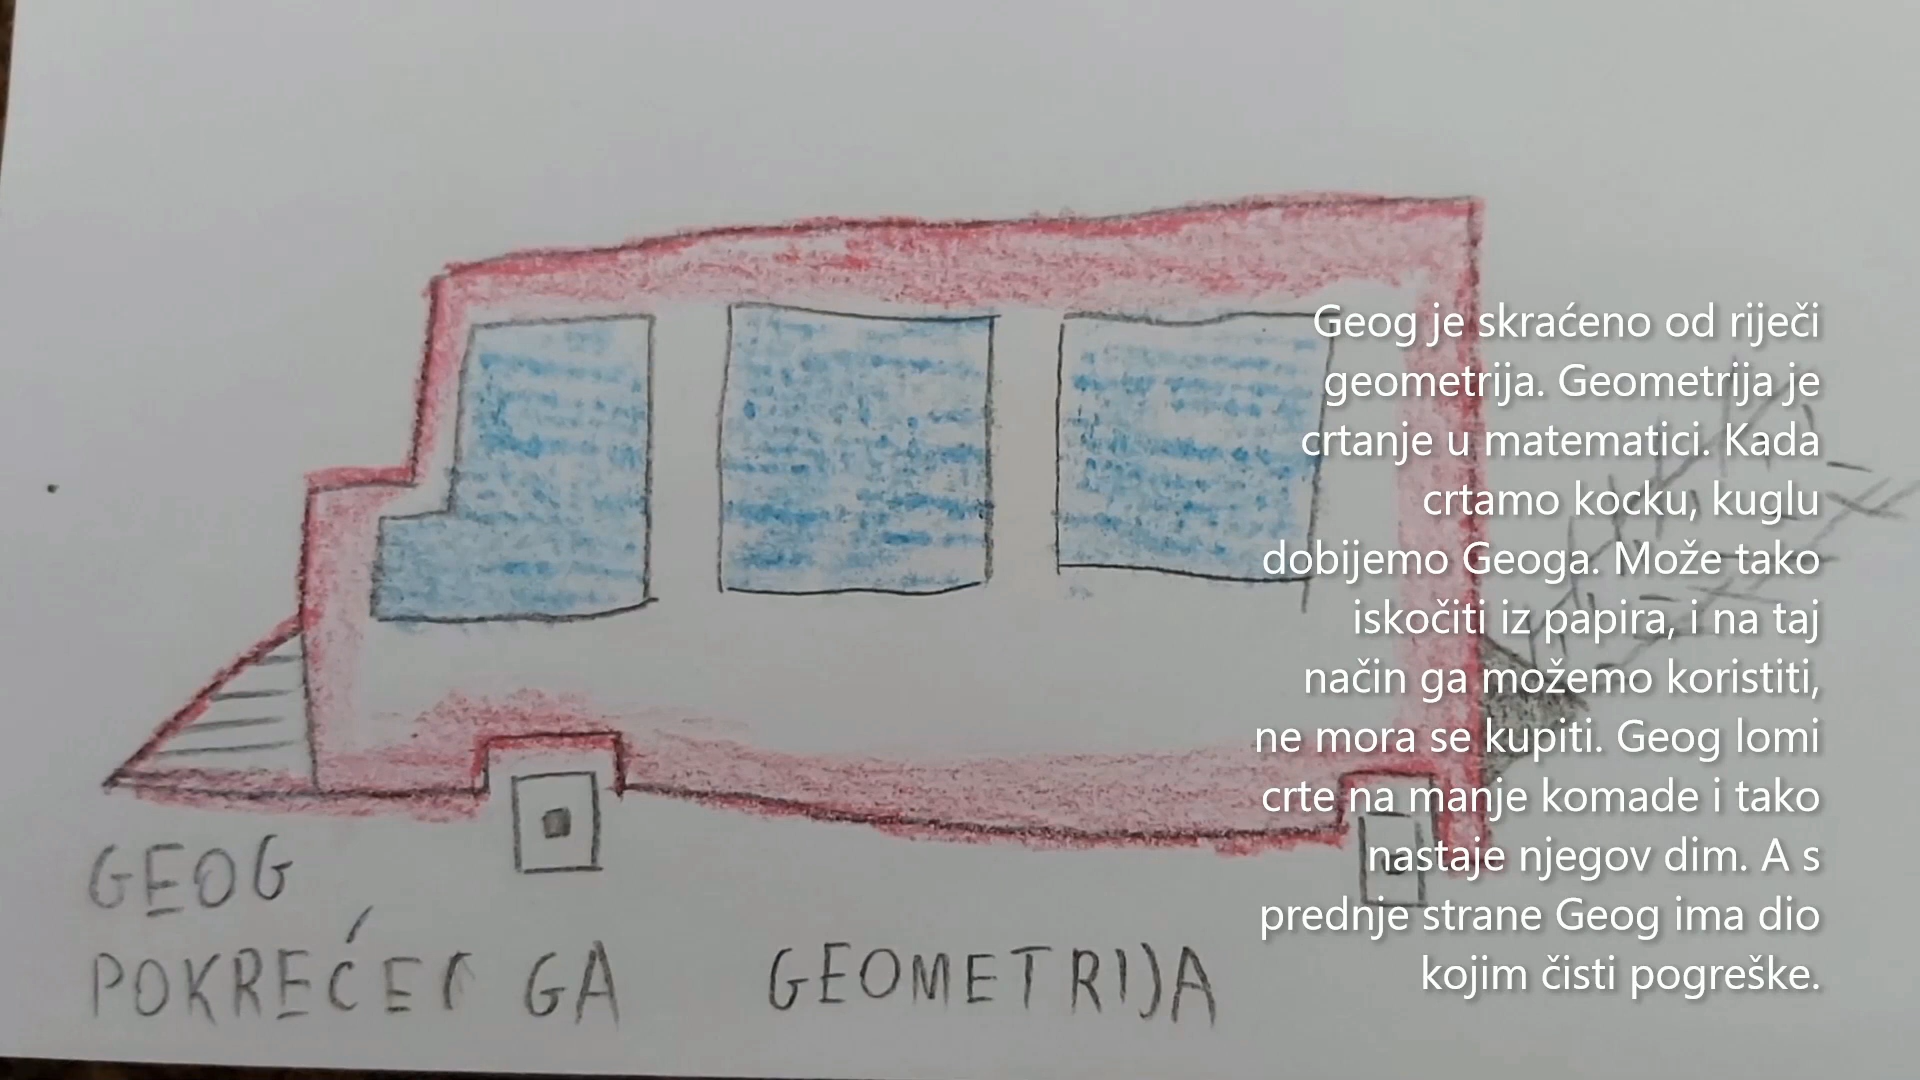 Geog je skraćeno od riječi
geometrija. Geometrija je
crtanje u matematici. Kada
crtamo kocku, kuglu
dobijemo Geoga. Može tako
iskočiti iz papira, i na taj
način ga možemo koristiti,
ne mora se kupiti. Geog lomi
crte na manje komade i tako
nastaje njegov dim. A s
prednje strane Geog ima dio
kojim čisti pogreške.
GEOG
POKREĆE GA GEOMETRIJA